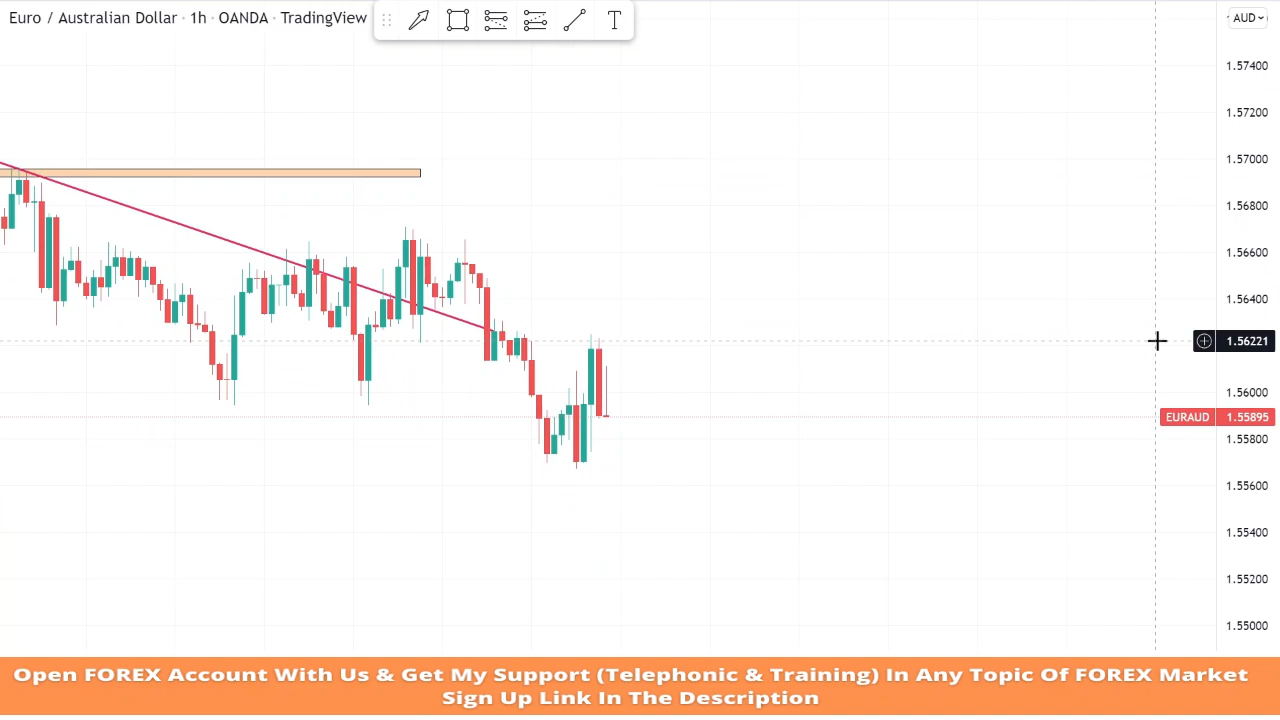 Euro / Australian Dollar · 1h · OANDA · TradingView
T
AUD
1.57400
1.57200
1.57000
1.56800
1.56600
1.56400
1.56221
1.56000
EURAUD 1.55895
1.55800
1.55600
1.55400
1.55200
1.55000
Open FOREX Account With Us & Get My Support (Telephonic & Training) In Any Topic Of FOREX Market
Sign Up Link In The Description